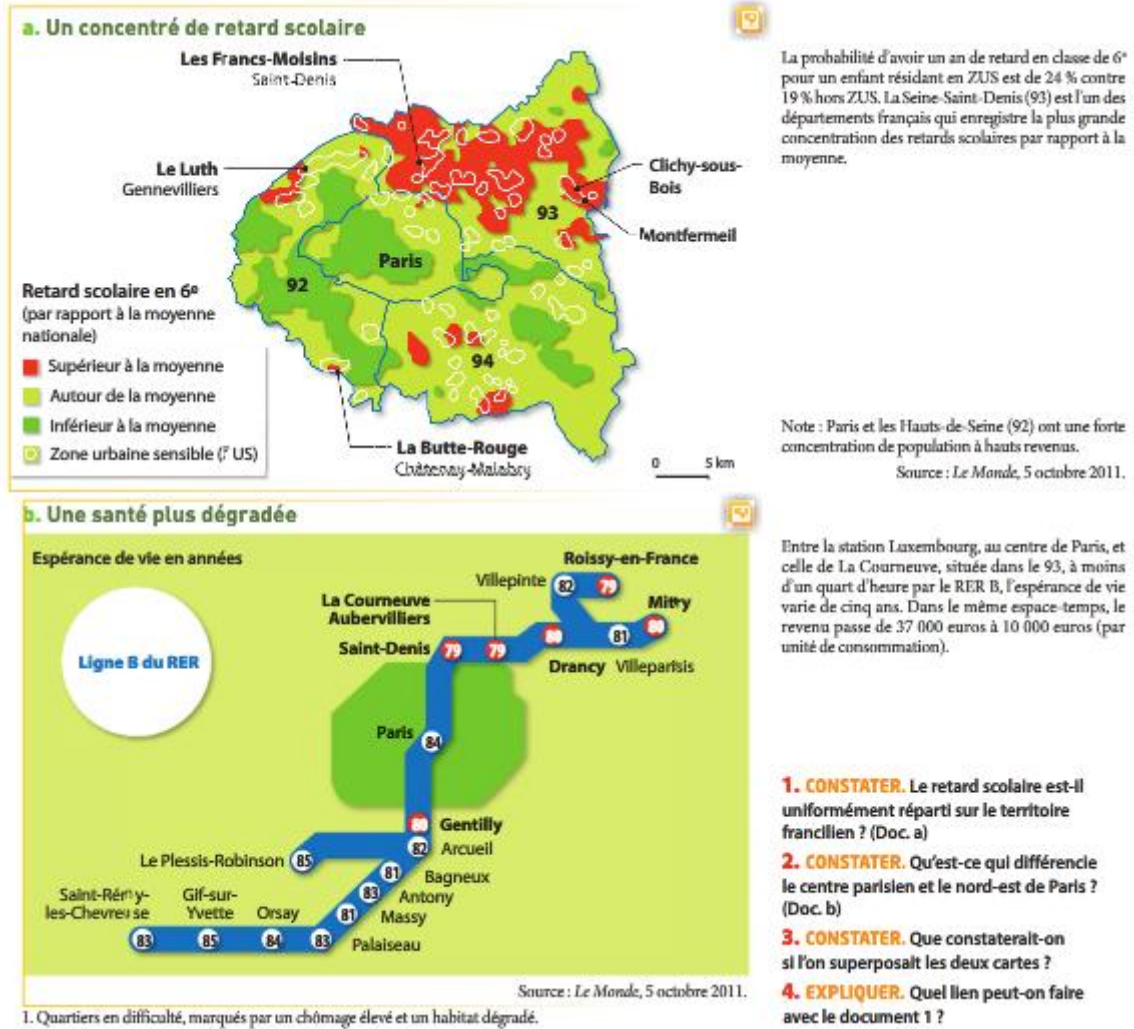 a. Un concentré de retard scolaire
Les Francs-Moisins
Saint-Denis
Le Luth
Gennevilliers
Clichy-sous-
Bois
93
Montfermeil
Paris
92
94
Retard scolaire en 6e
(par rapport à la moyenne
nationale)
Supérieur à la moyenne
Autour de la moyenne
Inférieur à la moyenne
Zone urbaine sensible (ZUS)
La Butte-Rouge
Châtenay-Malabry
0 5 km
La probabilité d'avoir un an de retard en classe de 6e
pour un enfant résidant en ZUS est de 24 % contre
19 % hors ZUS. La Seine-Saint-Denis (93) est l'un des
départements français qui enregistre la plus grande
concentration des retards scolaires par rapport à la
moyenne.
Note : Paris et les Hauts-de-Seine (92) ont une forte
concentration de population à hauts revenus.
Source : Le Monde, 5 octobre 2011.
b. Une santé plus dégradée
Espérance de vie en années
Ligne B du RER
Roissy-en-France
Villepinte
82
79
La Courneuve
Aubervilliers
Mitry
80
Saint-Denis
79
79
80
81
Drancy
Villeparisis
Paris
84
80
Gentilly
82
Arcueil
Le Plessis-Robinson
85
81
Bagneux
83
Antony
81
Massy
Saint-Rémy-
les-Chevreuse
Gif-sur-
Yvette
Orsay
83
85
84
83
Palaiseau
Source : Le Monde, 5 octobre 2011.
1. Quartiers en difficulté, marqués par un chômage élevé et un habitat dégradé.
Entre la station Luxembourg, au centre de Paris, et
celle de La Courneuve, située dans le 93, à moins
d'un quart d'heure par le RER B, l'espérance de vie
varie de cinq ans. Dans le même espace-temps, le
revenu passe de 37 000 euros à 10 000 euros (par
unité de consommation).
1. CONSTATER. Le retard scolaire est-il
uniformément réparti sur le territoire
francilien ? (Doc. a)
2. CONSTATER. Qu'est-ce qui différencie
le centre parisien et le nord-est de Paris ?
(Doc. b)
3. CONSTATER. Que constaterait-on
si l'on superposait les deux cartes ?
4. EXPLIQUER. Quel lien peut-on faire
avec le document 1 ?